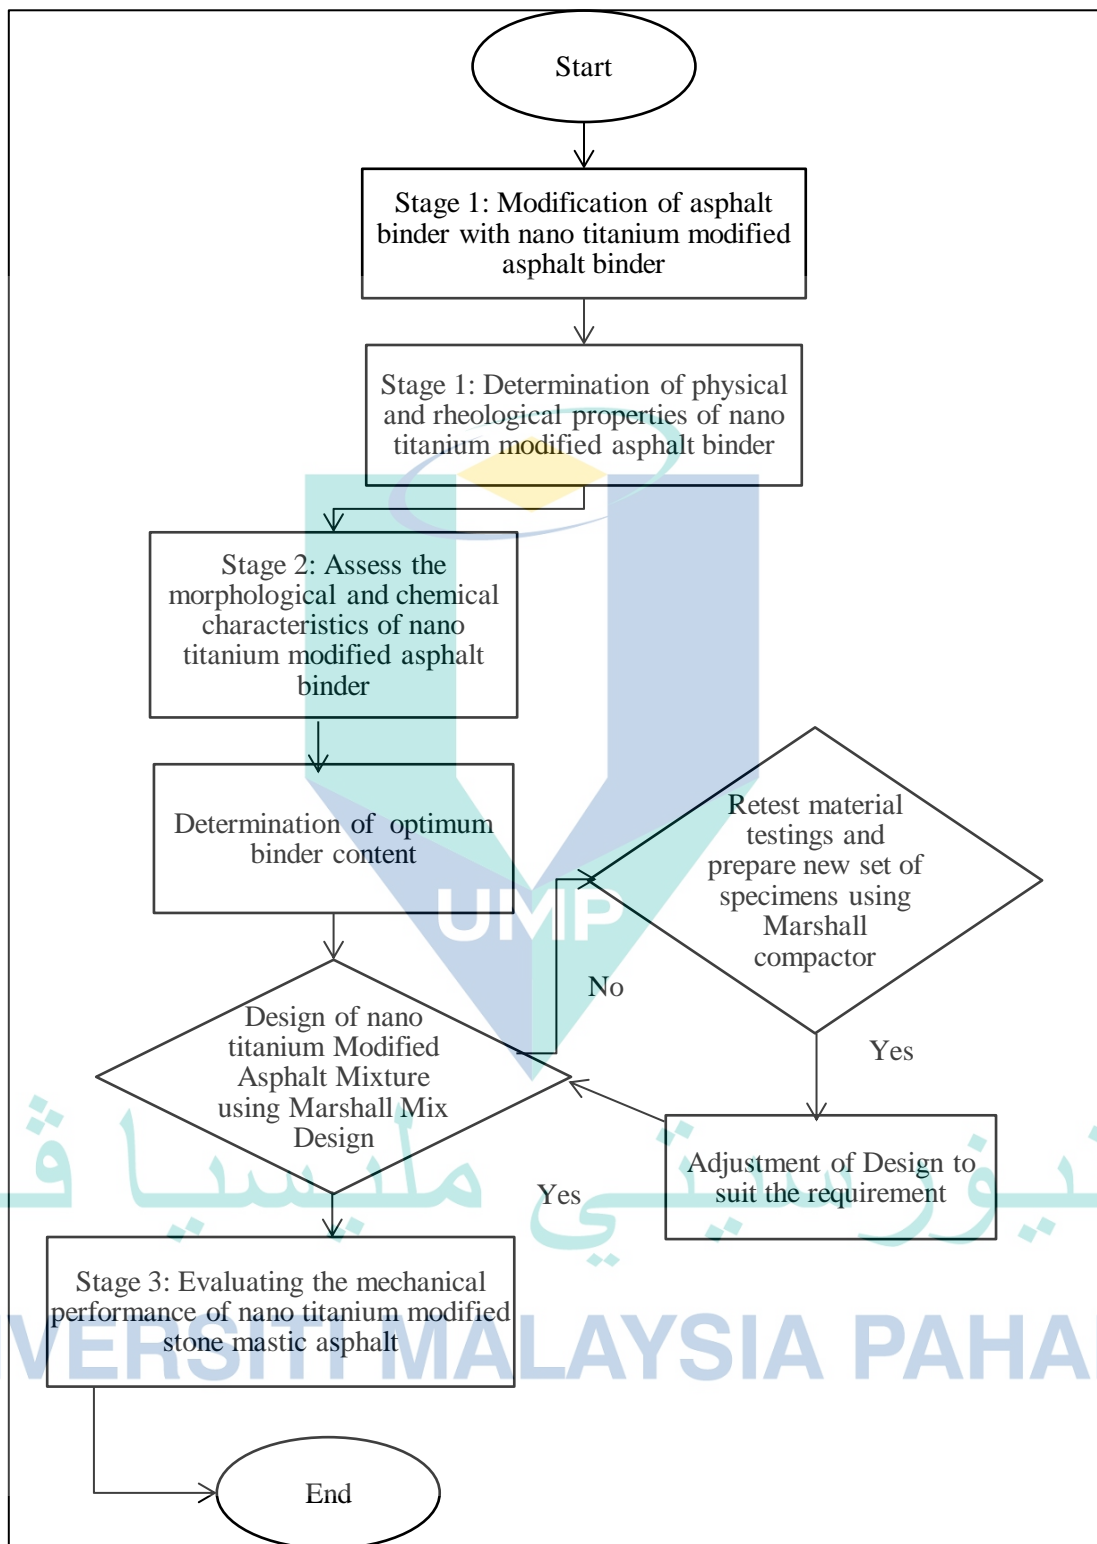 Start
Stage 1: Modification of asphalt
binder with nano titanium modified
asphalt binder
Stage 1: Determination of physical
and rheological properties of nano
titanium modified asphalt binder
Stage 2: Assess the
morphological and chemical
characteristics of nano
titanium modified asphalt
binder
Determination of optimum
binder content
Retest material
testings and
prepare new set of
specimens using
Marshall
compactor
UMP
No
Design of nano
titanium Modified
Asphalt Mixture
using Marshall Mix
Design
Yes
Adjustment of Design to
suit the requirement
Yes
مليسيا
Stage 3: Evaluating the mechanical
performance of nano titanium modified
stone mastic asphalt
VERSITI MALAYSIA PAHA
End